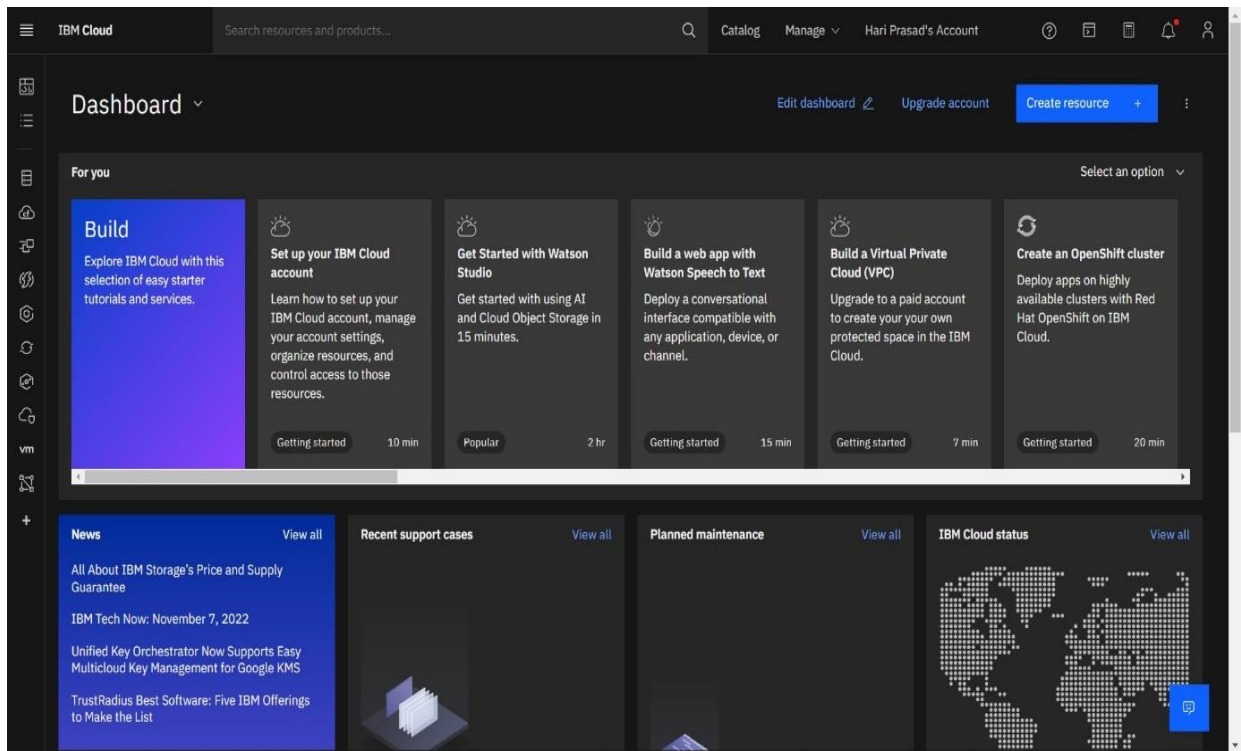 IBM Cloud
Search resources and products...
Catalog
Manage
Hari Prasad's Account
Dashboard
Edit dashboard
Upgrade account
Create resource +
For you
Select an option
Build
Explore IBM Cloud with this
selection of easy starter
tutorials and services.
Set up your IBM Cloud
account
Learn how to set up your
IBM Cloud account, manage
your account settings,
organize resources, and
control access to those
resources.
Getting started
10 min
Get Started with Watson
Studio
Get started with using AI
and Cloud Object Storage in
15 minutes.
Popular
2 hr
Build a web app with
Watson Speech to Text
Deploy a conversational
interface compatible with
any application, device, or
channel.
Getting started
15 min
Build a Virtual Private
Cloud (VPC)
Upgrade to a paid account
to create your your own
protected space in the IBM
Cloud.
Getting started
7 min
Create an OpenShift cluster
Deploy apps on highly
available clusters with Red
Hat OpenShift on IBM
Cloud.
Getting started
20 min
vm
News
View all
All About IBM Storage's Price and Supply
Guarantee
IBM Tech Now: November 7, 2022
Unified Key Orchestrator Now Supports Easy
Multicloud Key Management for Google KMS
TrustRadius Best Software: Five IBM Offerings
to Make the List
Recent support cases
View all
Planned maintenance
View all
IBM Cloud status
View all